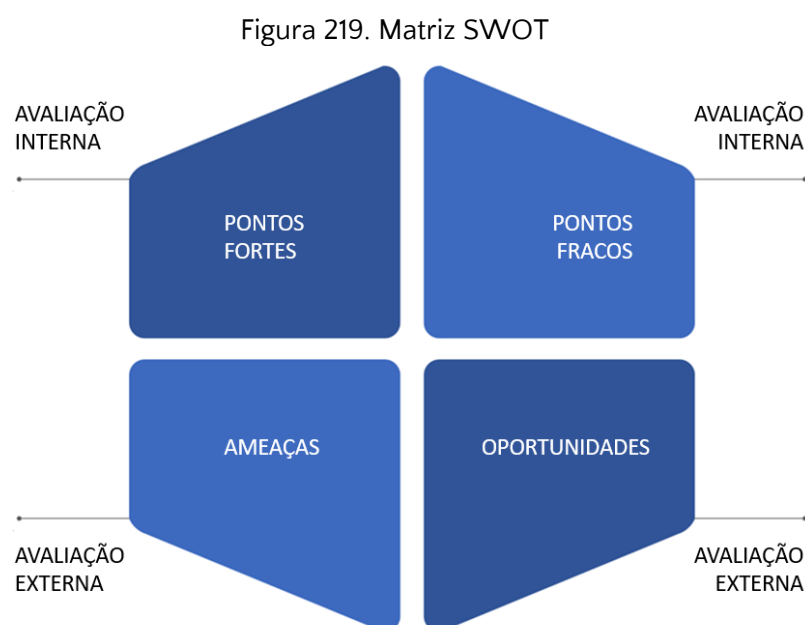 Figura 219. Matriz SWOT
AVALIAÇÃO
INTERNA
AVALIAÇÃO
INTERNA
PONTOS
FORTES
PONTOS
FRACOS
AMEAÇAS
OPORTUNIDADES
AVALIAÇÃO
EXTERNA
AVALIAÇÃO
EXTERNA